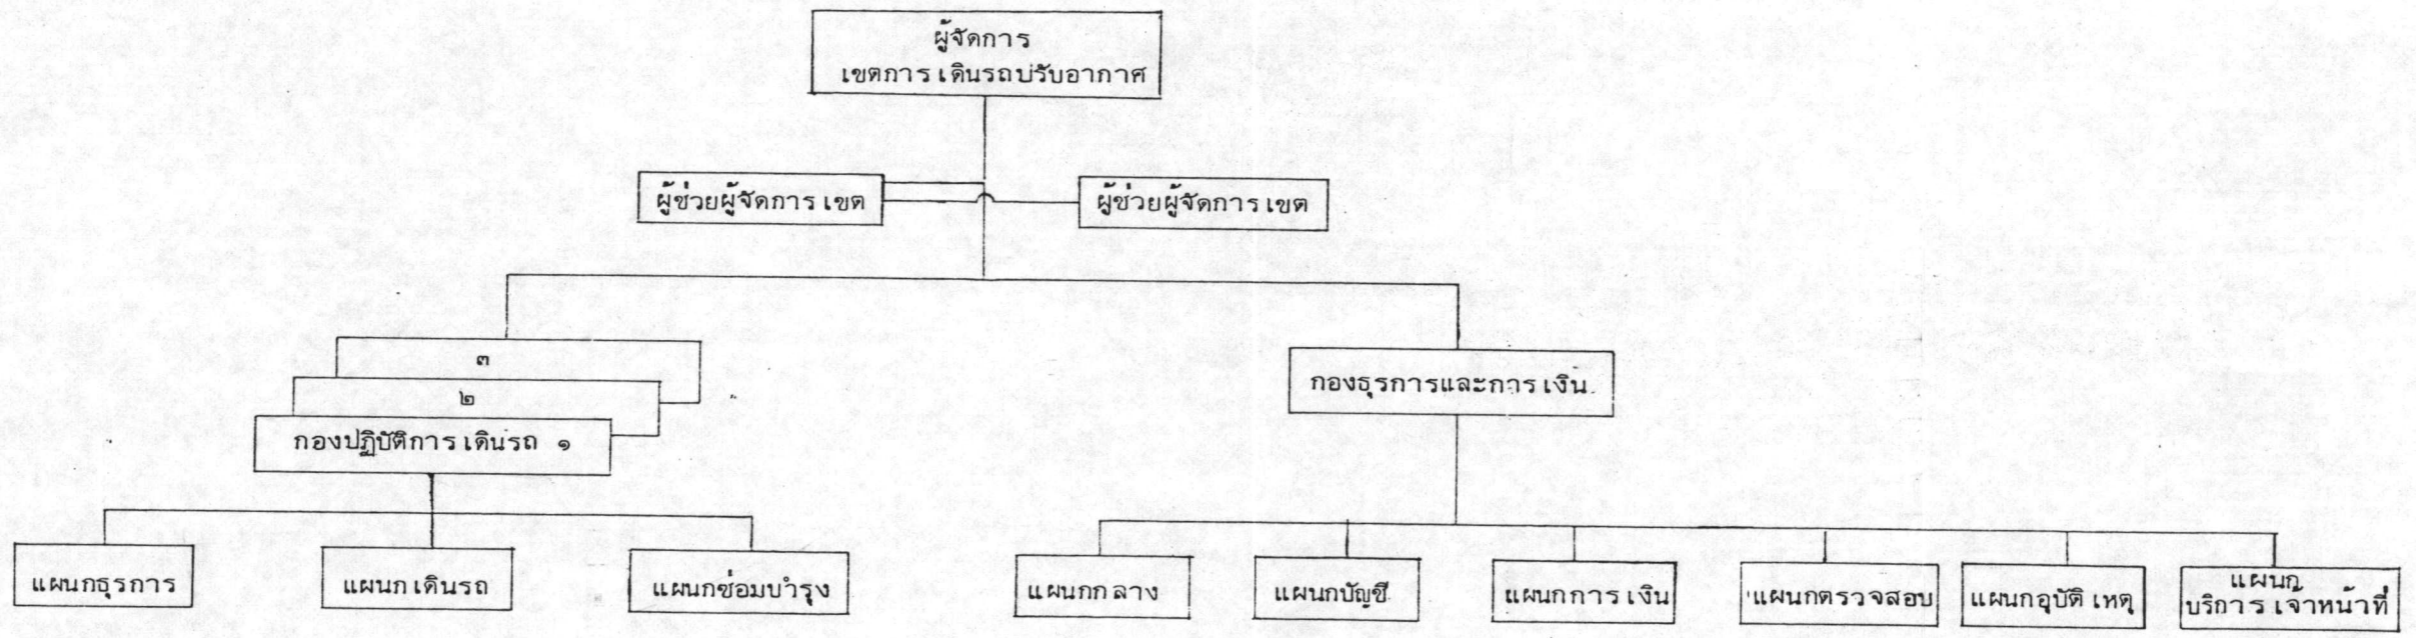 ผู้จัดการ
เขตการเดินรถปรับอากาศ
ผู้ช่วยผู้จัดการเขต
ผู้ช่วยผู้จัดการเขต
๓
๒
กองปฏิบัติการเดินรถ ๑
กองธุรการและการเงิน
แผนกธุรการ
แผนกเดินรถ
แผนกซ่อมบำรุง
แผนกกลาง
แผนกบัญชี
แผนกการเงิน
แผนกตรวจสอบ
แผนกอุบัติเหตุ
แผนก
บริการเจ้าหน้าที่